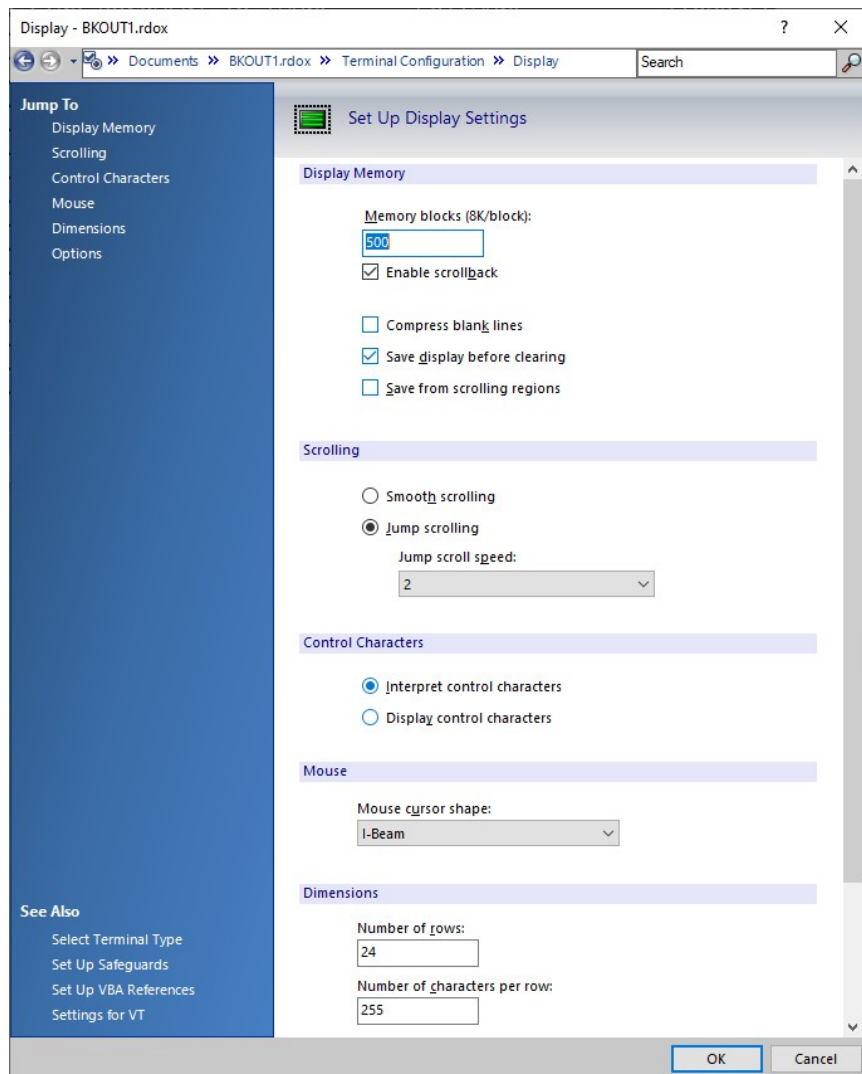 Display - BKOUT1.rdox
Documents » BKOUT1.rdox » Terminal Configuration » Display
Search
Jump To
Display Memory
Scrolling
Control Characters
Mouse
Dimensions
Options
See Also
Select Terminal Type
Set Up Safeguards
Set Up VBA References
Settings for VT
Set Up Display Settings
Display Memory
Memory blocks (8K/block):
500
Enable scrollback
Compress blank lines
Save display before clearing
Save from scrolling regions
Scrolling
Smooth scrolling
Jump scrolling
Jump scroll speed:
2
Control Characters
Interpret control characters
Display control characters
Mouse
Mouse cursor shape:
I-Beam
Dimensions
Number of rows:
24
Number of characters per row:
255
OK
Cancel